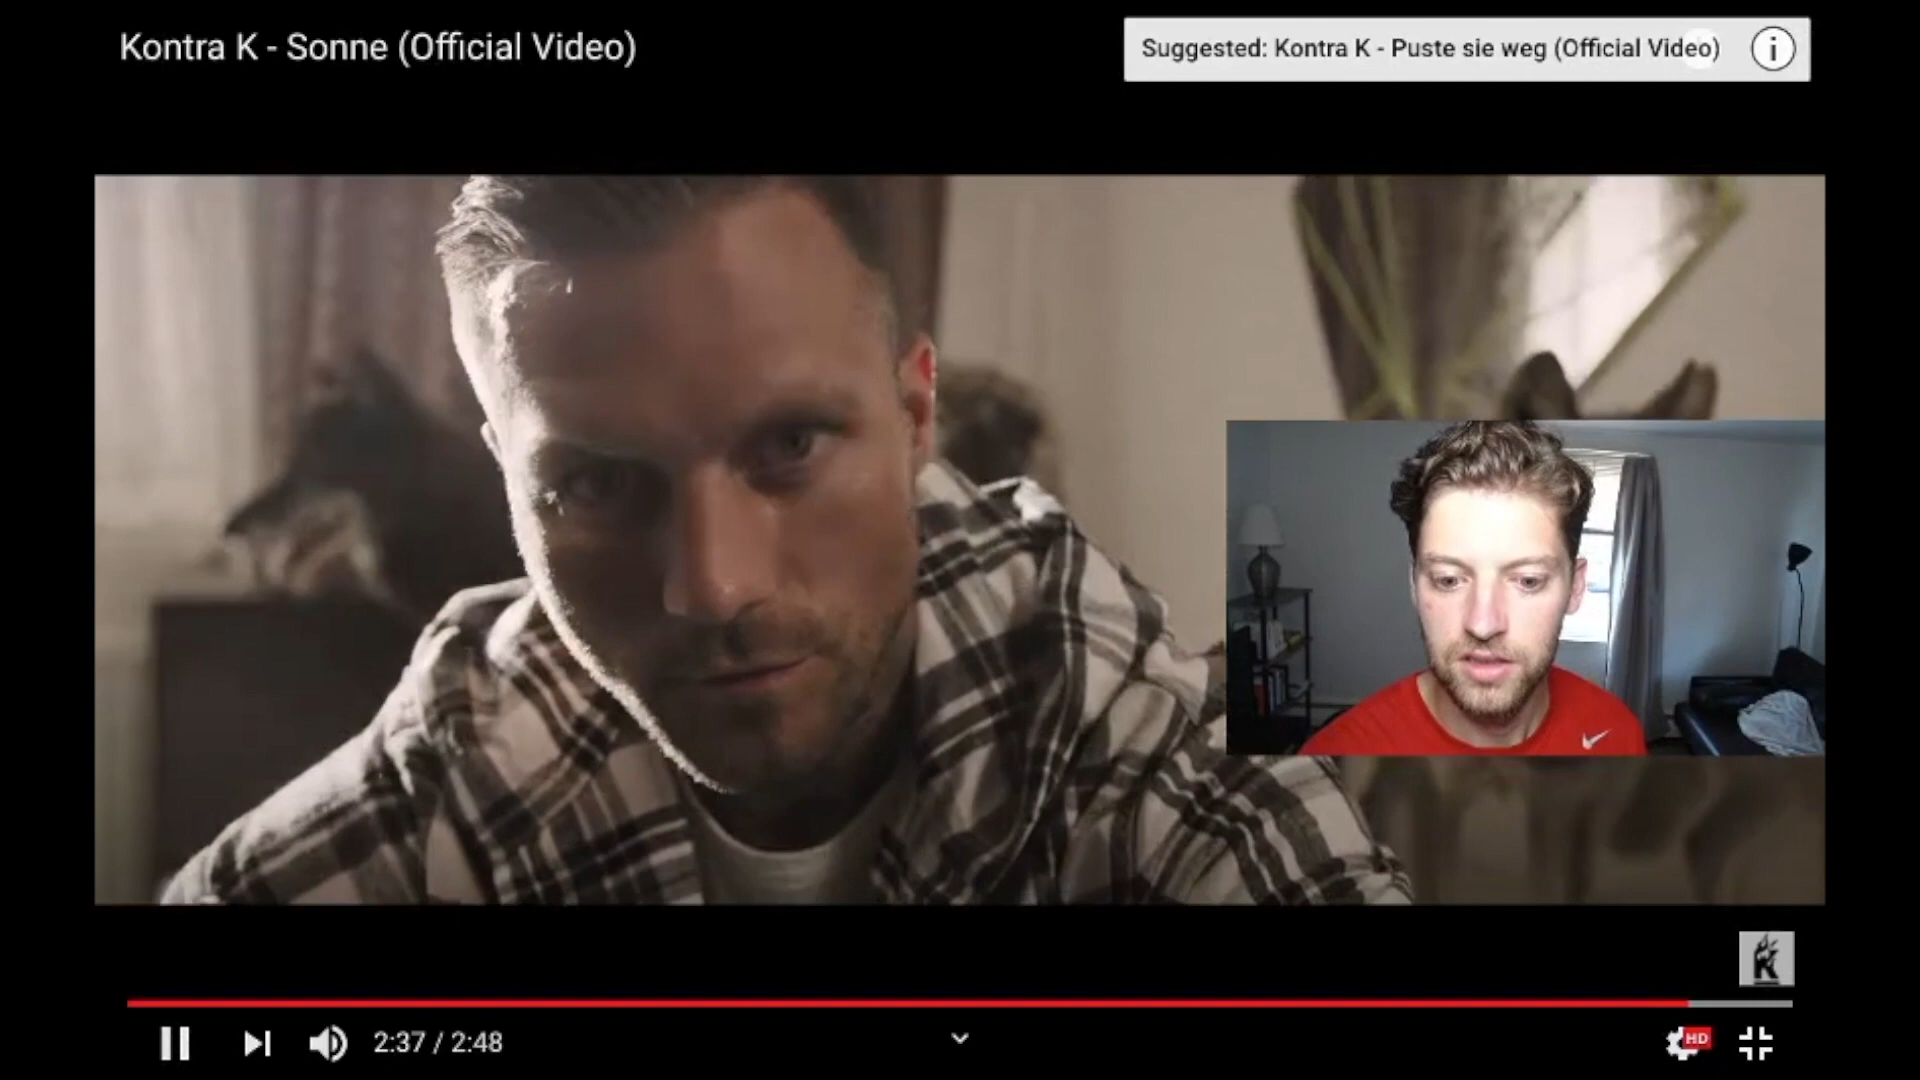 Kontra K - Sonne (Official Video)
Suggested: Kontra K - Puste sie weg (Official Video)
K
2:37 / 2:48
HD